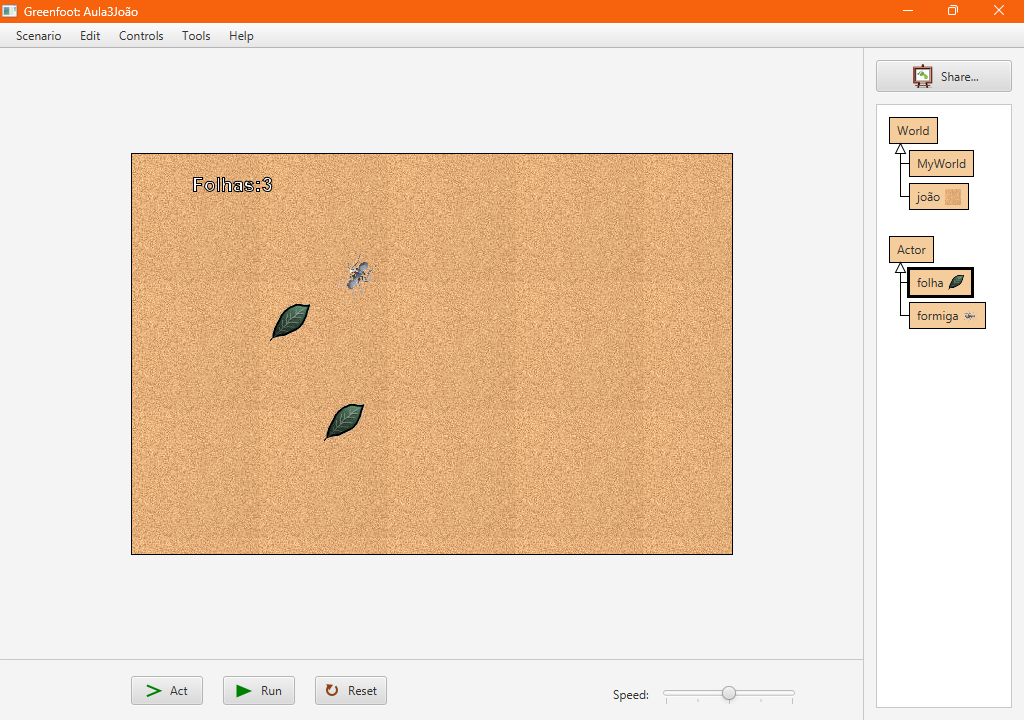 Greenfoot: Aula3João
Scenario Edit Controls Tools Help
Share...
World
MyWorld
joão
Actor
folha
formiga
Folhas:3
Act Run Reset Speed: